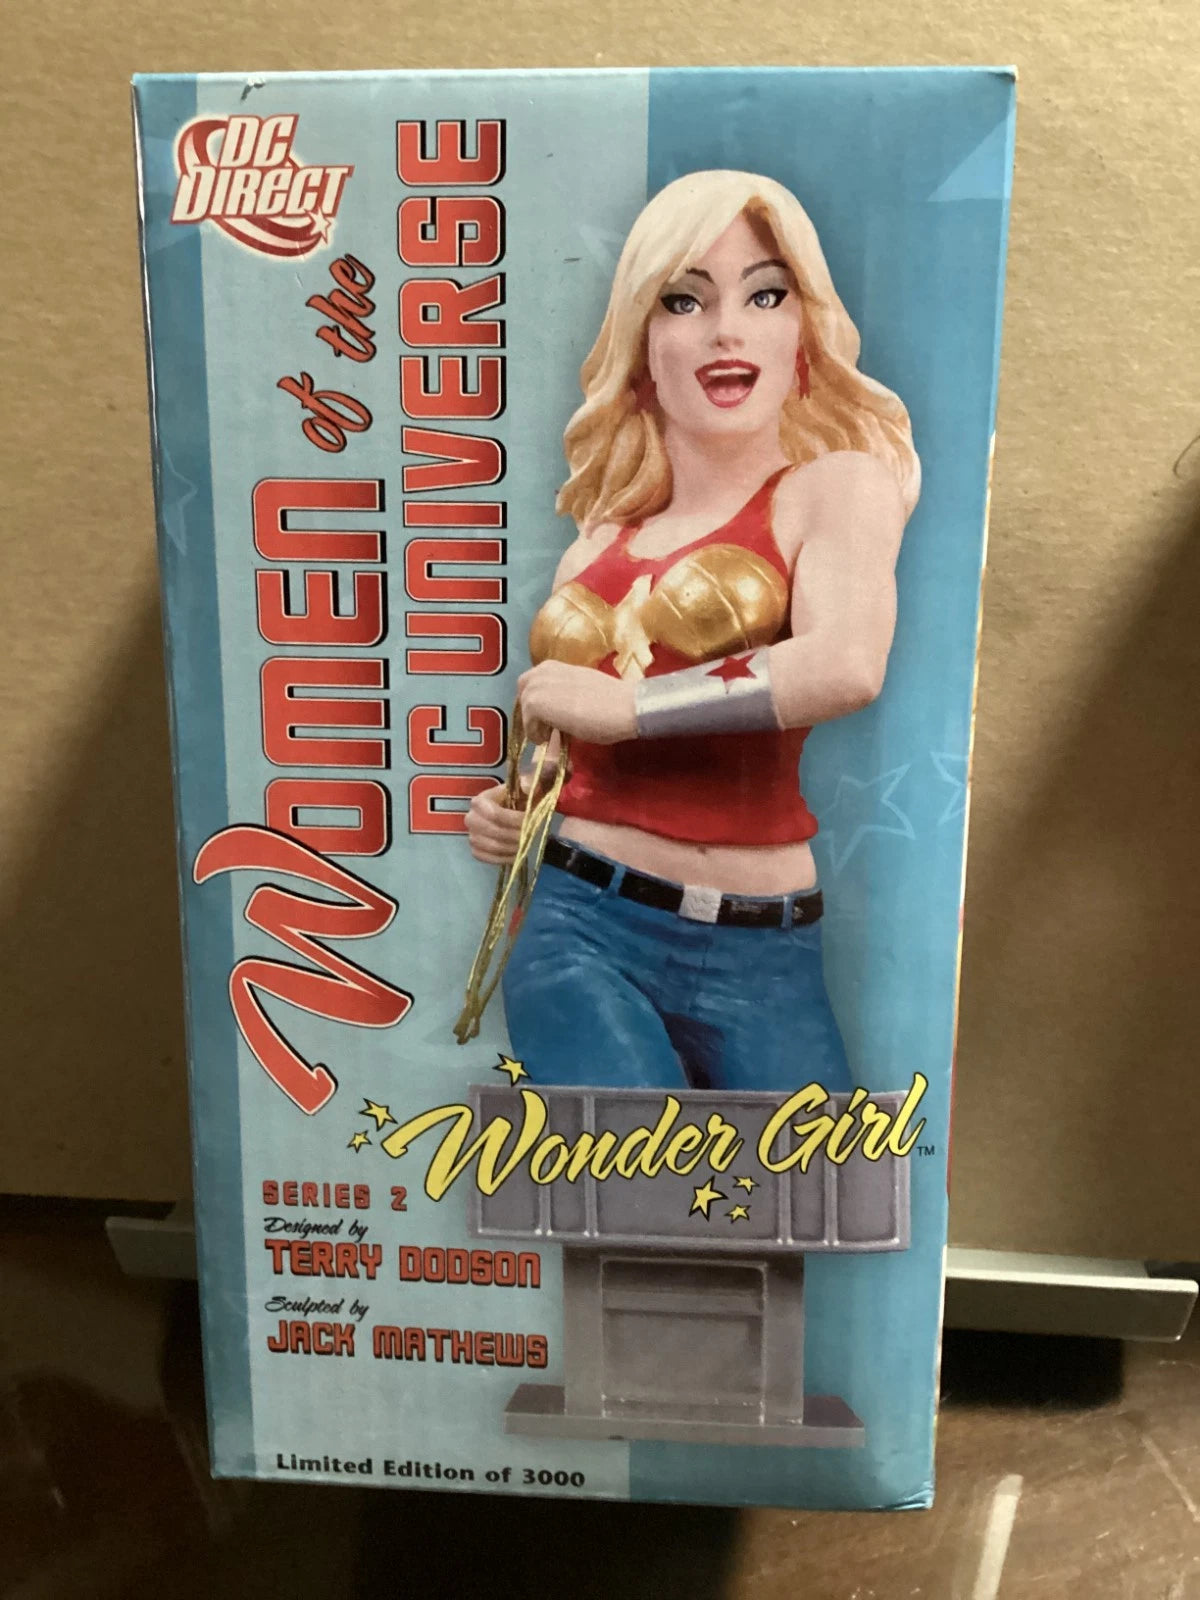 DC
DIRECT
WOMEN of the
DC UNIVERSE
Wonder Girl™
SERIES 2
Designed by
TERRY DODSON
Sculpted by
JACK MATHEWS
Limited Edition of 3000